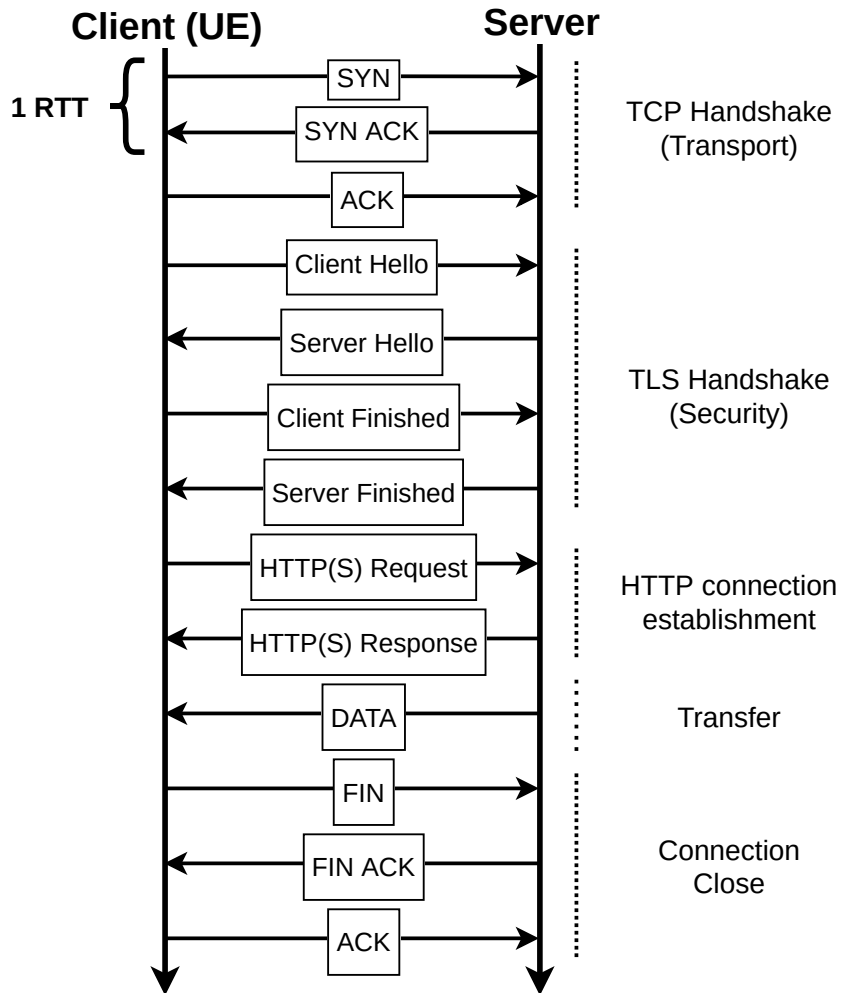 Client (UE)
Server
1 RTT
SYN
SYN ACK
ACK
TCP Handshake
(Transport)
Client Hello
Server Hello
Client Finished
Server Finished
TLS Handshake
(Security)
HTTP(S) Request
HTTP(S) Response
HTTP connection
establishment
DATA
Transfer
FIN
FIN ACK
ACK
Connection
Close